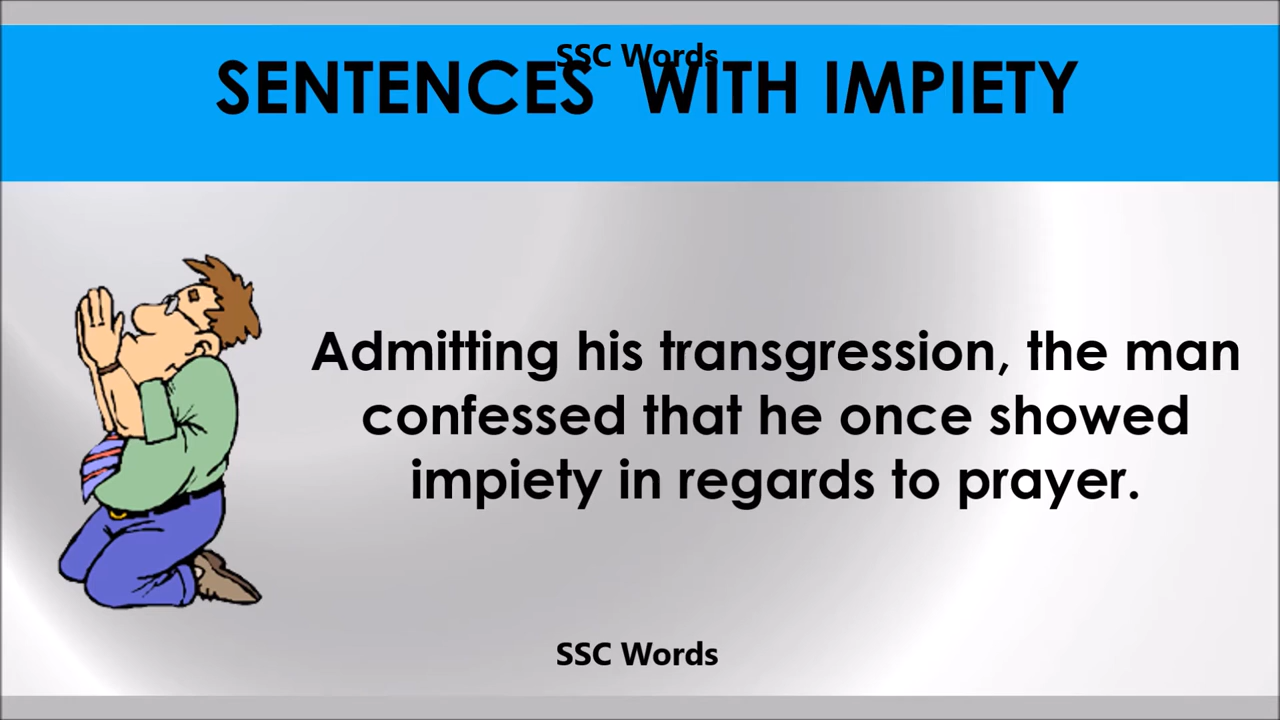 SSC Words
SENTENCES WITH IMPIETY
Admitting his transgression, the man
confessed that he once showed
impiety in regards to prayer.
SSC Words